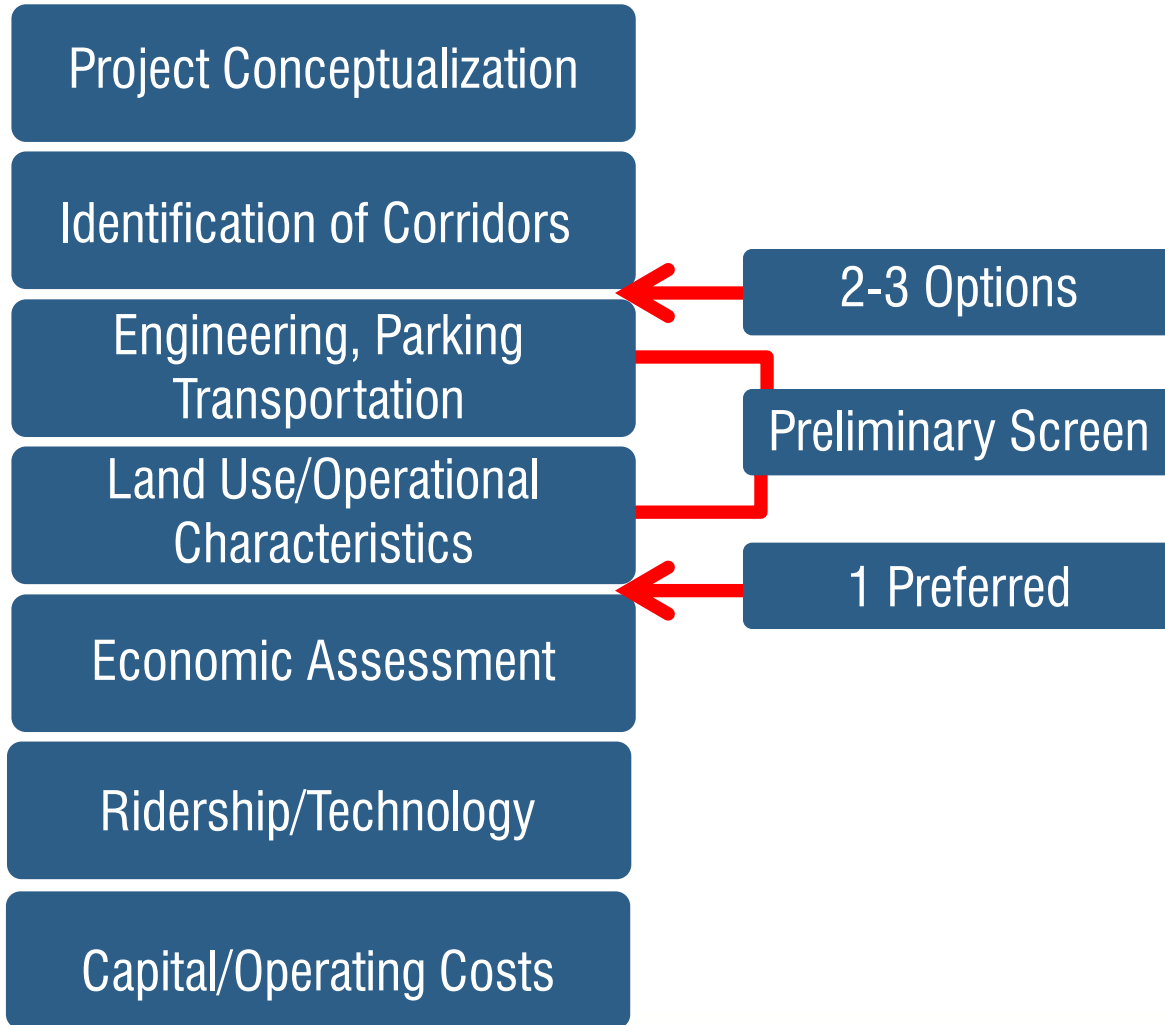 Project Conceptualization
Identification of Corridors
2-3 Options
Engineering, Parking
Transportation
Preliminary Screen
Land Use/Operational
Characteristics
1 Preferred
Economic Assessment
Ridership/Technology
Capital/Operating Costs